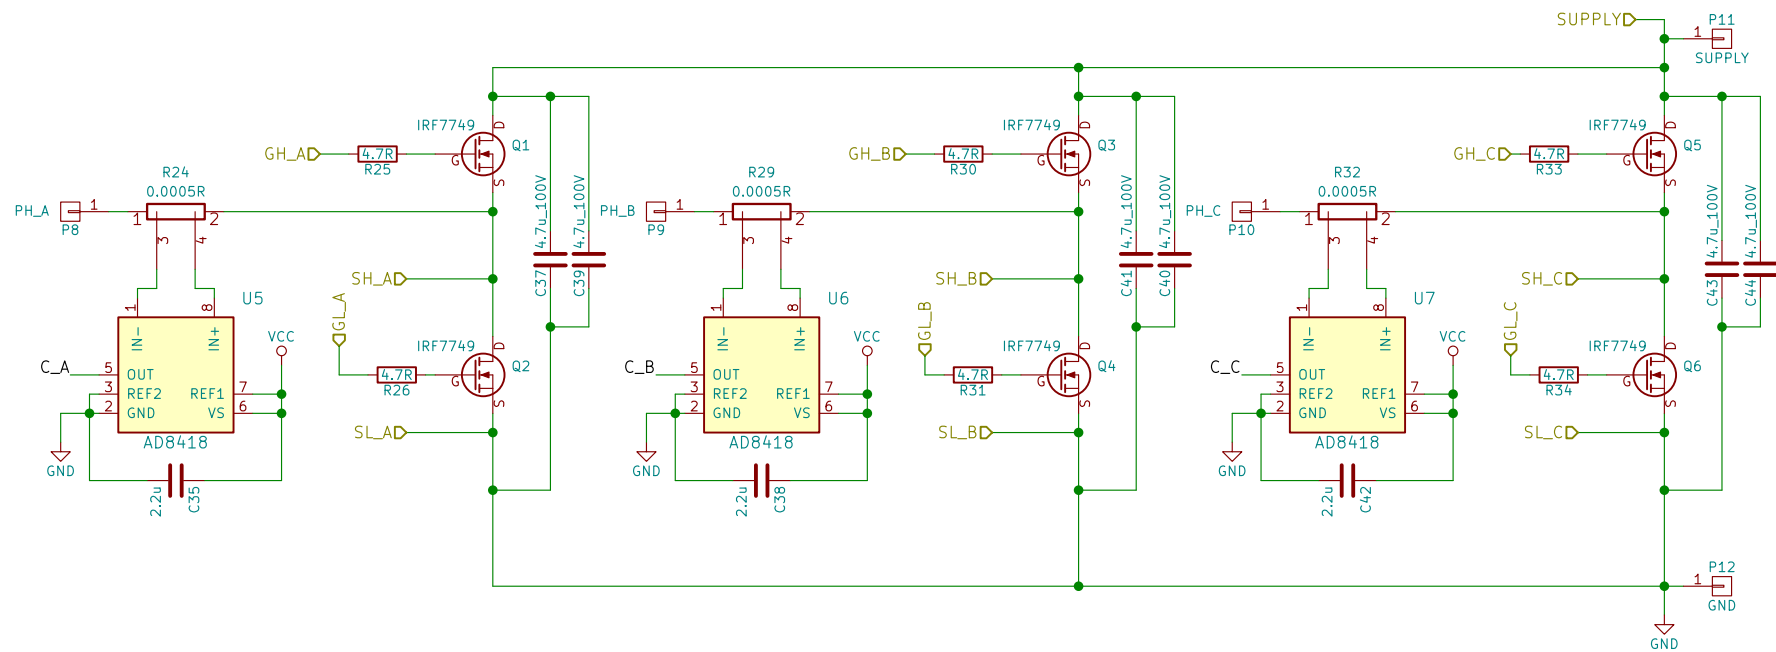 SUPPLY
P11
1
SUPPLY
IRF7749
D
Q1
G
S
GH_A
4.7R
R25
R24
0.0005R
PH_A
1
P8
1
2
3
4
4.7u_100V
C37
4.7u_100V
C39
SH_A
GL_A
U5
1
8
IN-
IN+
VCC
C_A
5
OUT
3
REF2
REF1
7
2
GND
VS
6
AD8418
GND
2.2u
C35
IRF7749
D
Q2
G
S
4.7R
R26
SL_A
IRF7749
D
Q3
G
S
GH_B
4.7R
R30
R29
0.0005R
PH_B
1
P9
1
2
3
4
4.7u_100V
C41
4.7u_100V
C40
SH_B
GL_B
U6
1
8
IN-
IN+
VCC
C_B
5
OUT
3
REF2
REF1
7
2
GND
VS
6
AD8418
GND
2.2u
C38
IRF7749
D
Q4
G
S
4.7R
R31
SL_B
IRF7749
D
Q5
G
S
GH_C
4.7R
R33
R32
0.0005R
PH_C
1
P10
1
2
3
4
4.7u_100V
C43
4.7u_100V
C44
SH_C
GL_C
U7
1
8
IN-
IN+
VCC
C_C
5
OUT
3
REF2
REF1
7
2
GND
VS
6
AD8418
GND
2.2u
C42
IRF7749
D
Q6
G
S
4.7R
R34
SL_C
P12
1
GND
GND